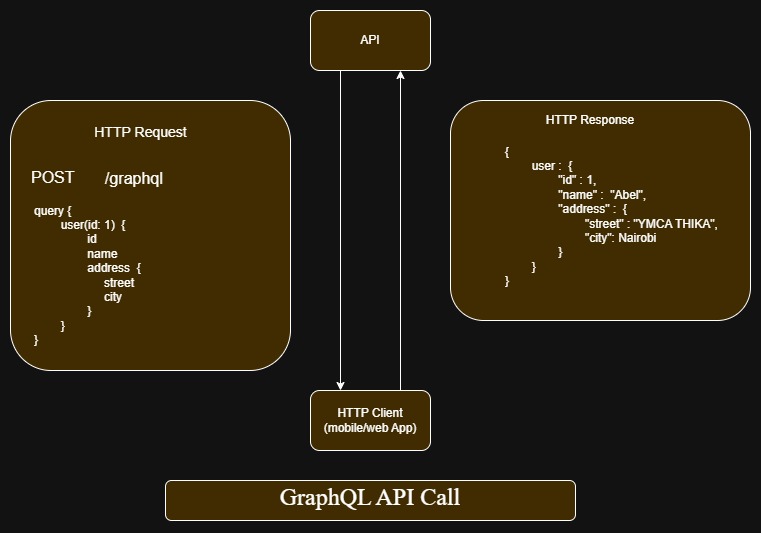 API
HTTP Request
POST /graphql
query {
user(id: 1) {
id
name
address {
street
city
}
}
}
HTTP Response
{
user : {
"id" : 1,
"name" : "Abel",
"address" : {
"street" : "YMCA THIKA",
"city": Nairobi
}
}
}
HTTP Client
(mobile/web App)
GraphQL API Call